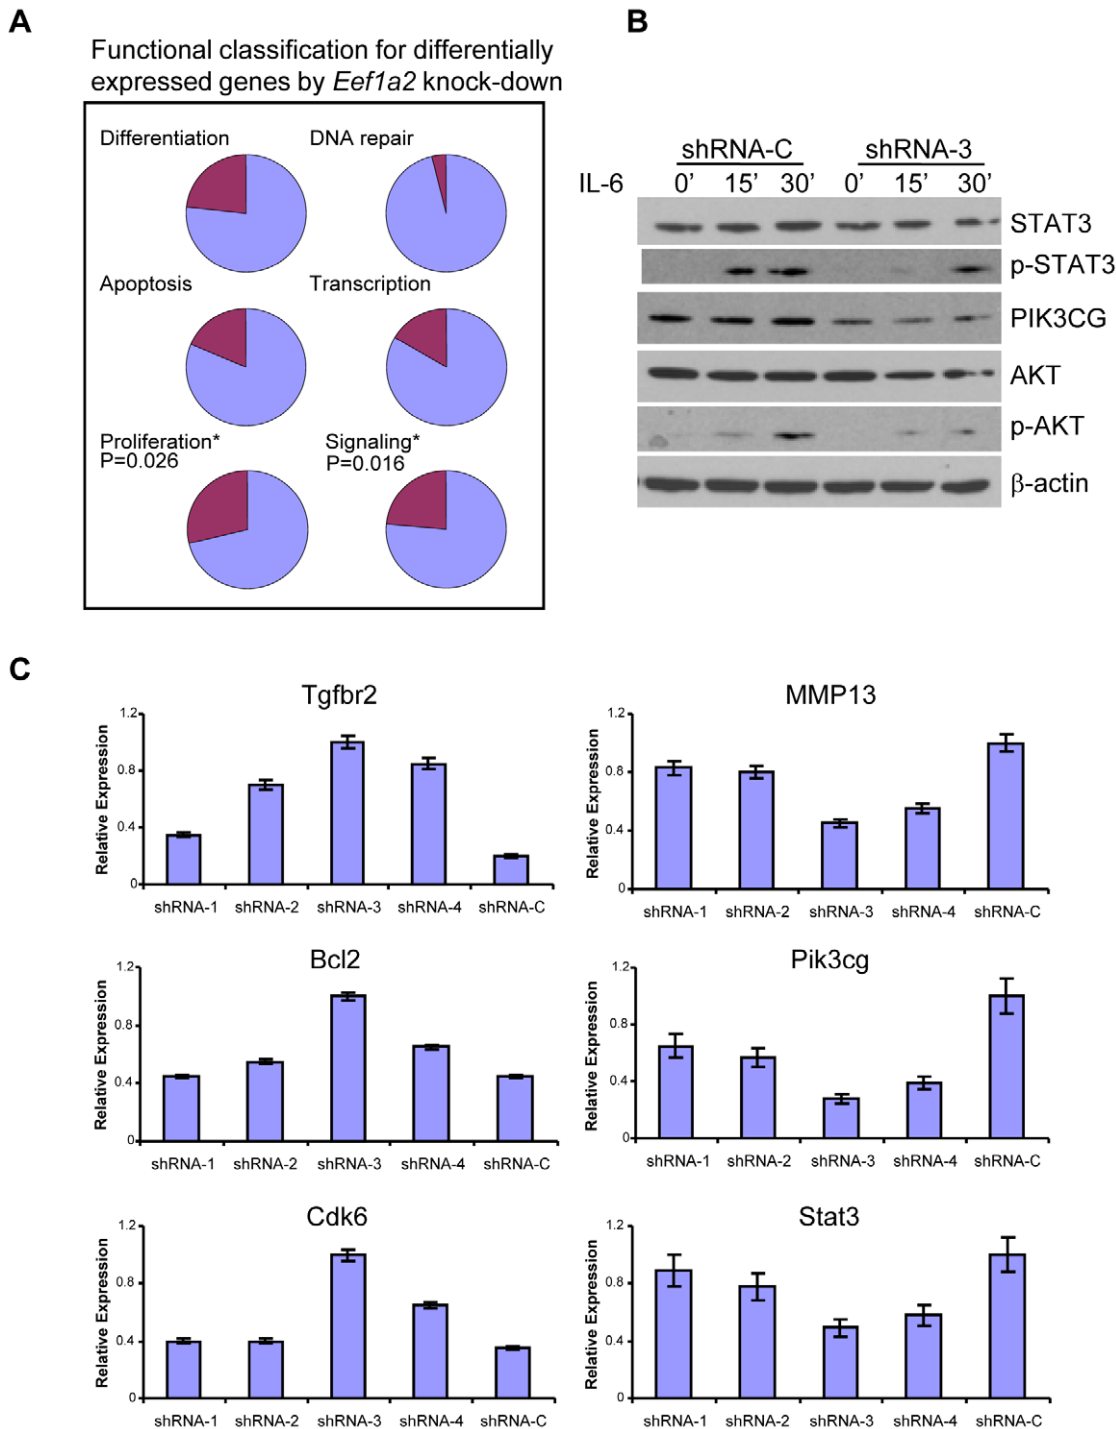 A
Functional classification for differentially
expressed genes by Eef1a2 knock-down
Differentiation
DNA repair
Apoptosis
Transcription
Proliferation*
P=0.026
Signaling*
P=0.016
B
shRNA-C shRNA-3
IL-6 0' 15' 30' 0' 15' 30'
STAT3
p-STAT3
PIK3CG
AKT
p-AKT
β-actin
C
Tgfbr2
Relative Expression
1.2
0.8
0.4
0
shRNA-1 shRNA-2 shRNA-3 shRNA-4 shRNA-C
MMP13
Relative Expression
1.2
0.8
0.4
0
shRNA-1 shRNA-2 shRNA-3 shRNA-4 shRNA-C
Bcl2
Relative Expression
1.2
0.8
0.4
0
shRNA-1 shRNA-2 shRNA-3 shRNA-4 shRNA-C
Pik3cg
Relative Expression
1.2
0.8
0.4
0
shRNA-1 shRNA-2 shRNA-3 shRNA-4 shRNA-C
Cdk6
Relative Expression
1.2
0.8
0.4
0
shRNA-1 shRNA-2 shRNA-3 shRNA-4 shRNA-C
Stat3
Relative Expression
1.2
0.8
0.4
0
shRNA-1 shRNA-2 shRNA-3 shRNA-4 shRNA-C